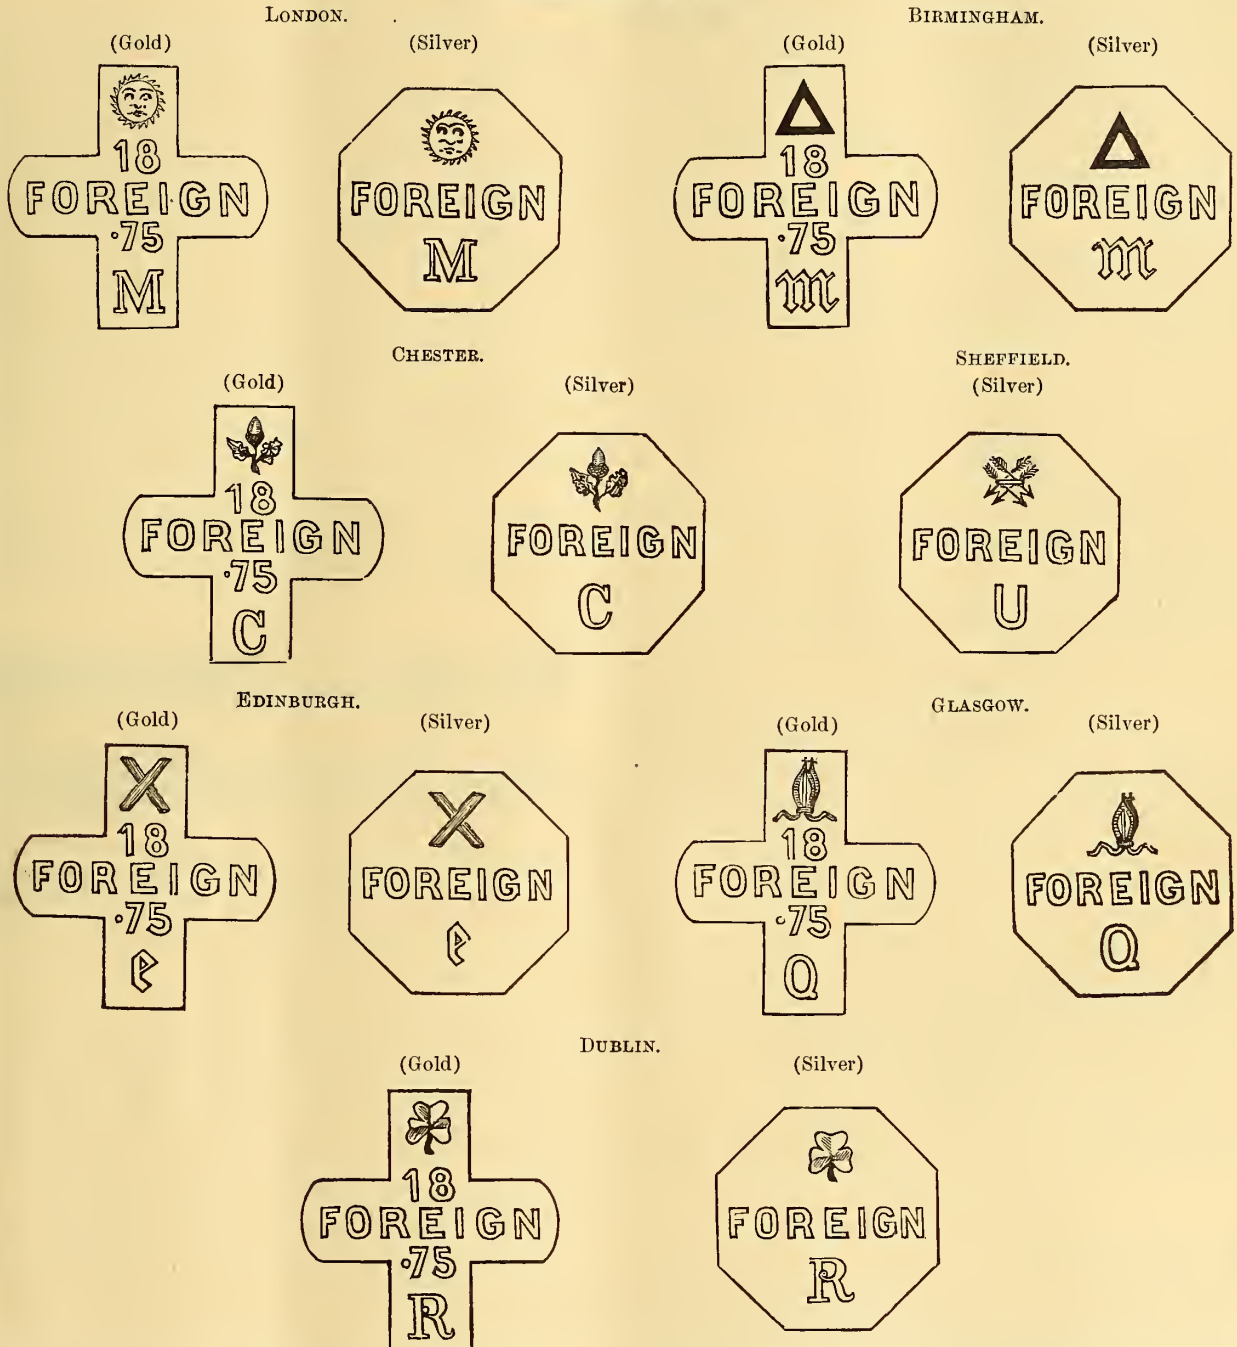 LONDON.
(Gold)
(Silver)
18
FOREIGN
·75
M
FOREIGN
M
BIRMINGHAM.
(Gold)
(Silver)
18
FOREIGN
·75
m
FOREIGN
m
CHESTER.
(Gold)
(Silver)
18
FOREIGN
·75
C
FOREIGN
C
SHEFFIELD.
(Silver)
FOREIGN
U
EDINBURGH.
(Gold)
(Silver)
18
FOREIGN
·75
e
FOREIGN
e
GLASGOW.
(Gold)
(Silver)
18
FOREIGN
·75
Q
FOREIGN
Q
DUBLIN.
(Gold)
(Silver)
18
FOREIGN
·75
R
FOREIGN
R